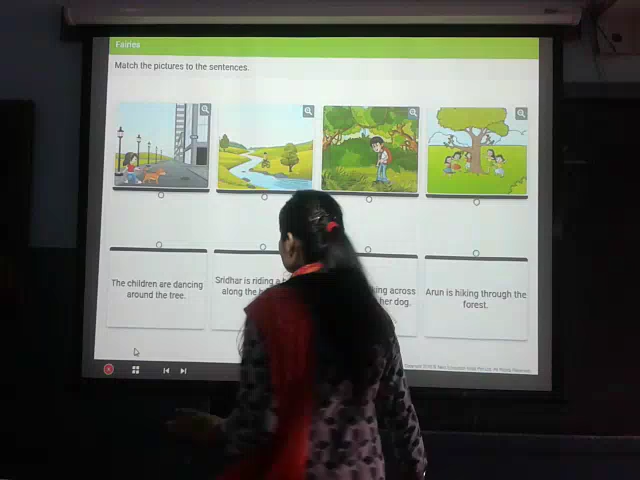 Fairies
Match the pictures to the sentences.
The children are dancing
around the tree.
Sridhar is riding a
along the
across
her dog.
Arun is hiking through the
forest.